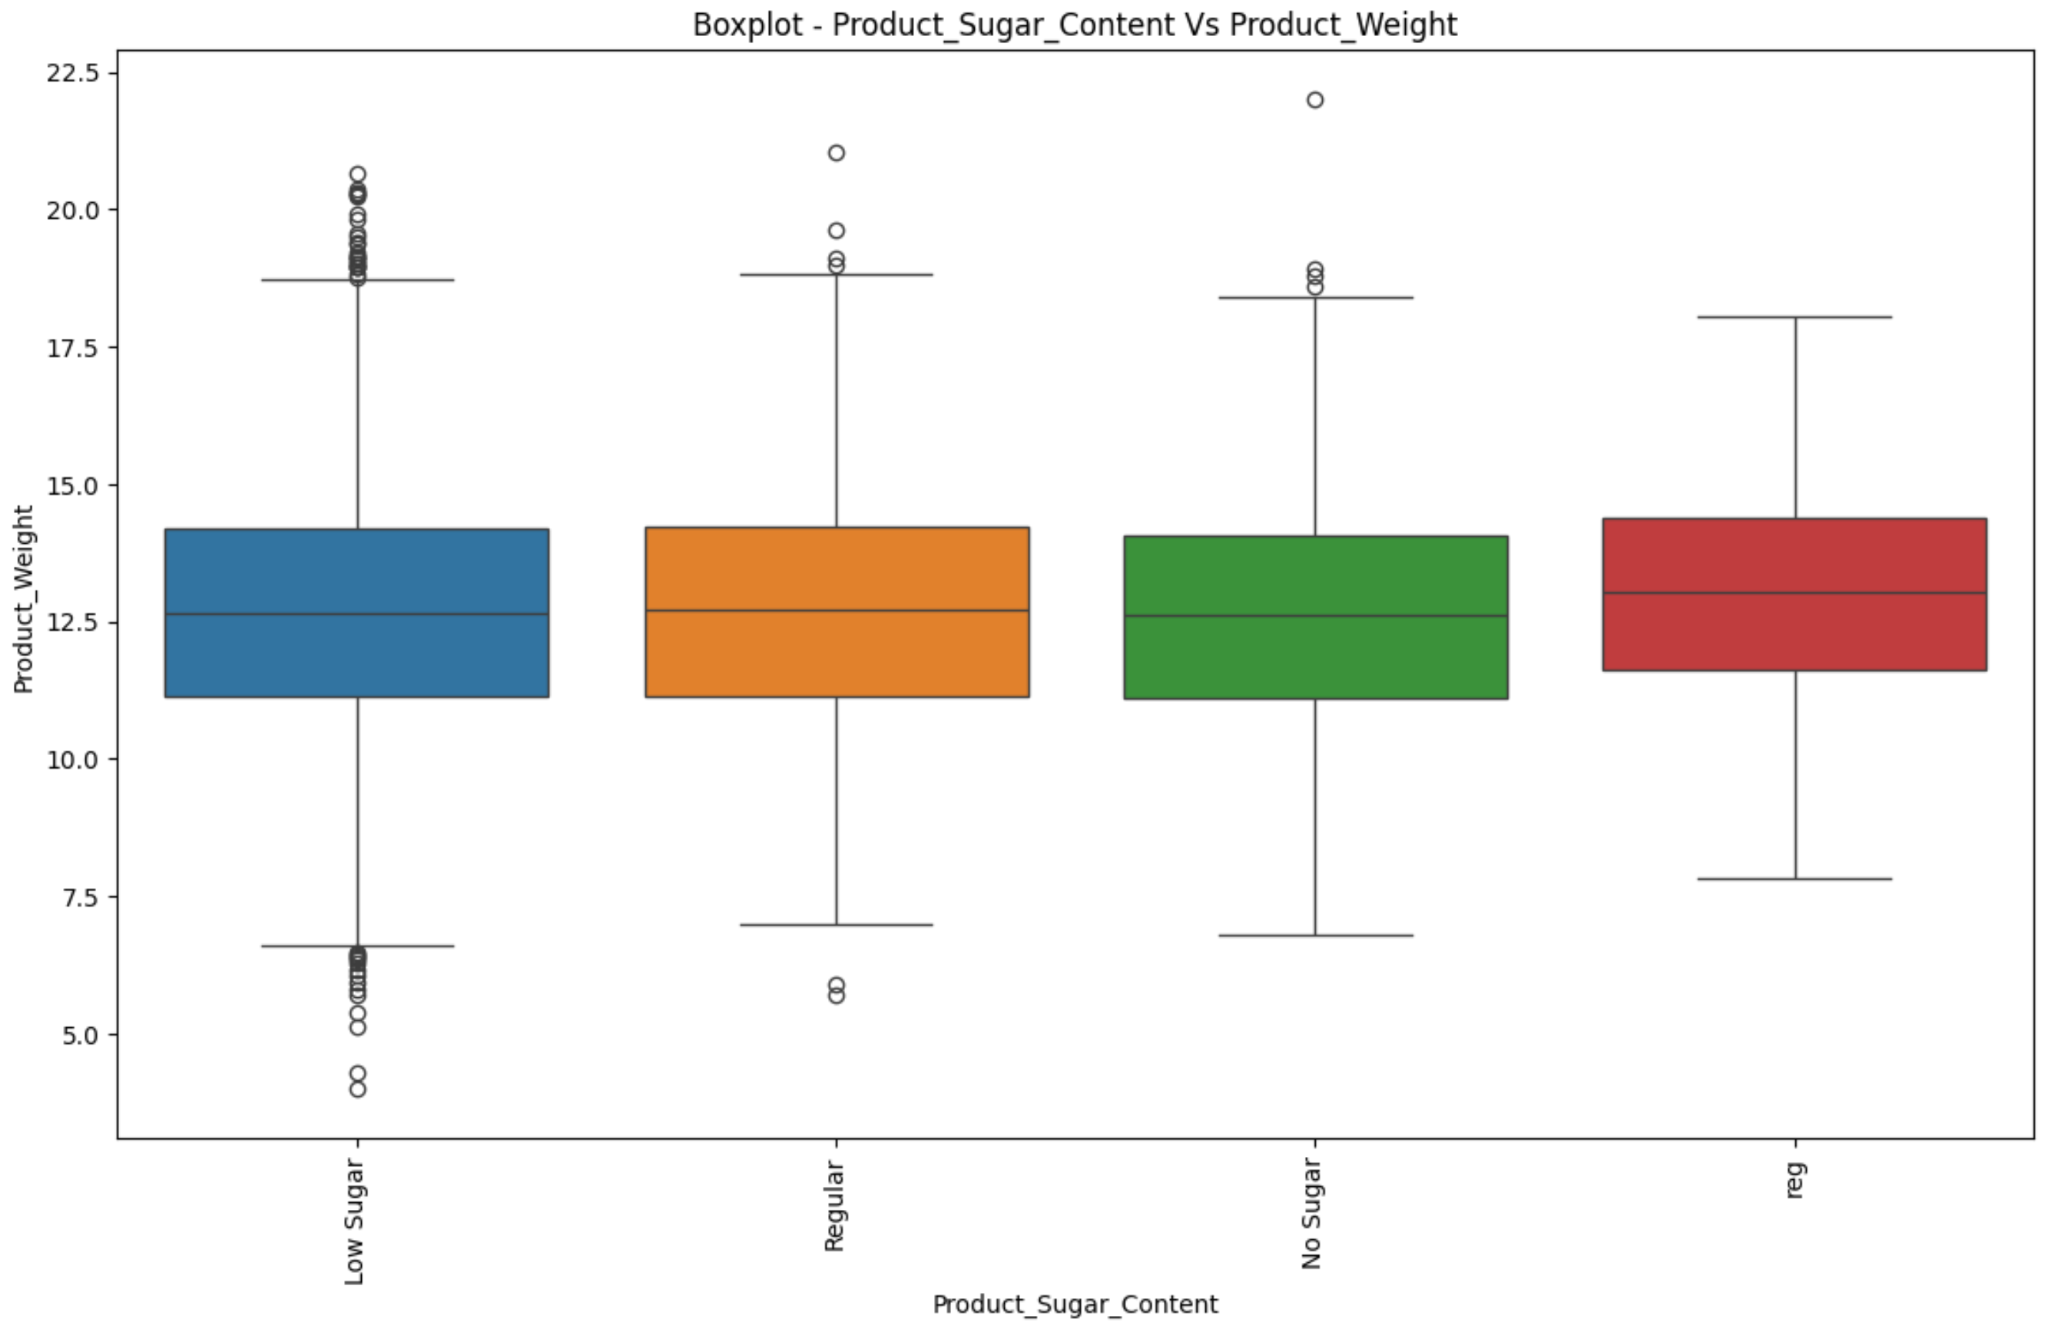 Boxplot - Product_Sugar_Content Vs Product_Weight
22.5
20.0
17.5
15.0
12.5
10.0
7.5
5.0
Product_Weight
Low Sugar
Regular
No Sugar
reg
Product_Sugar_Content